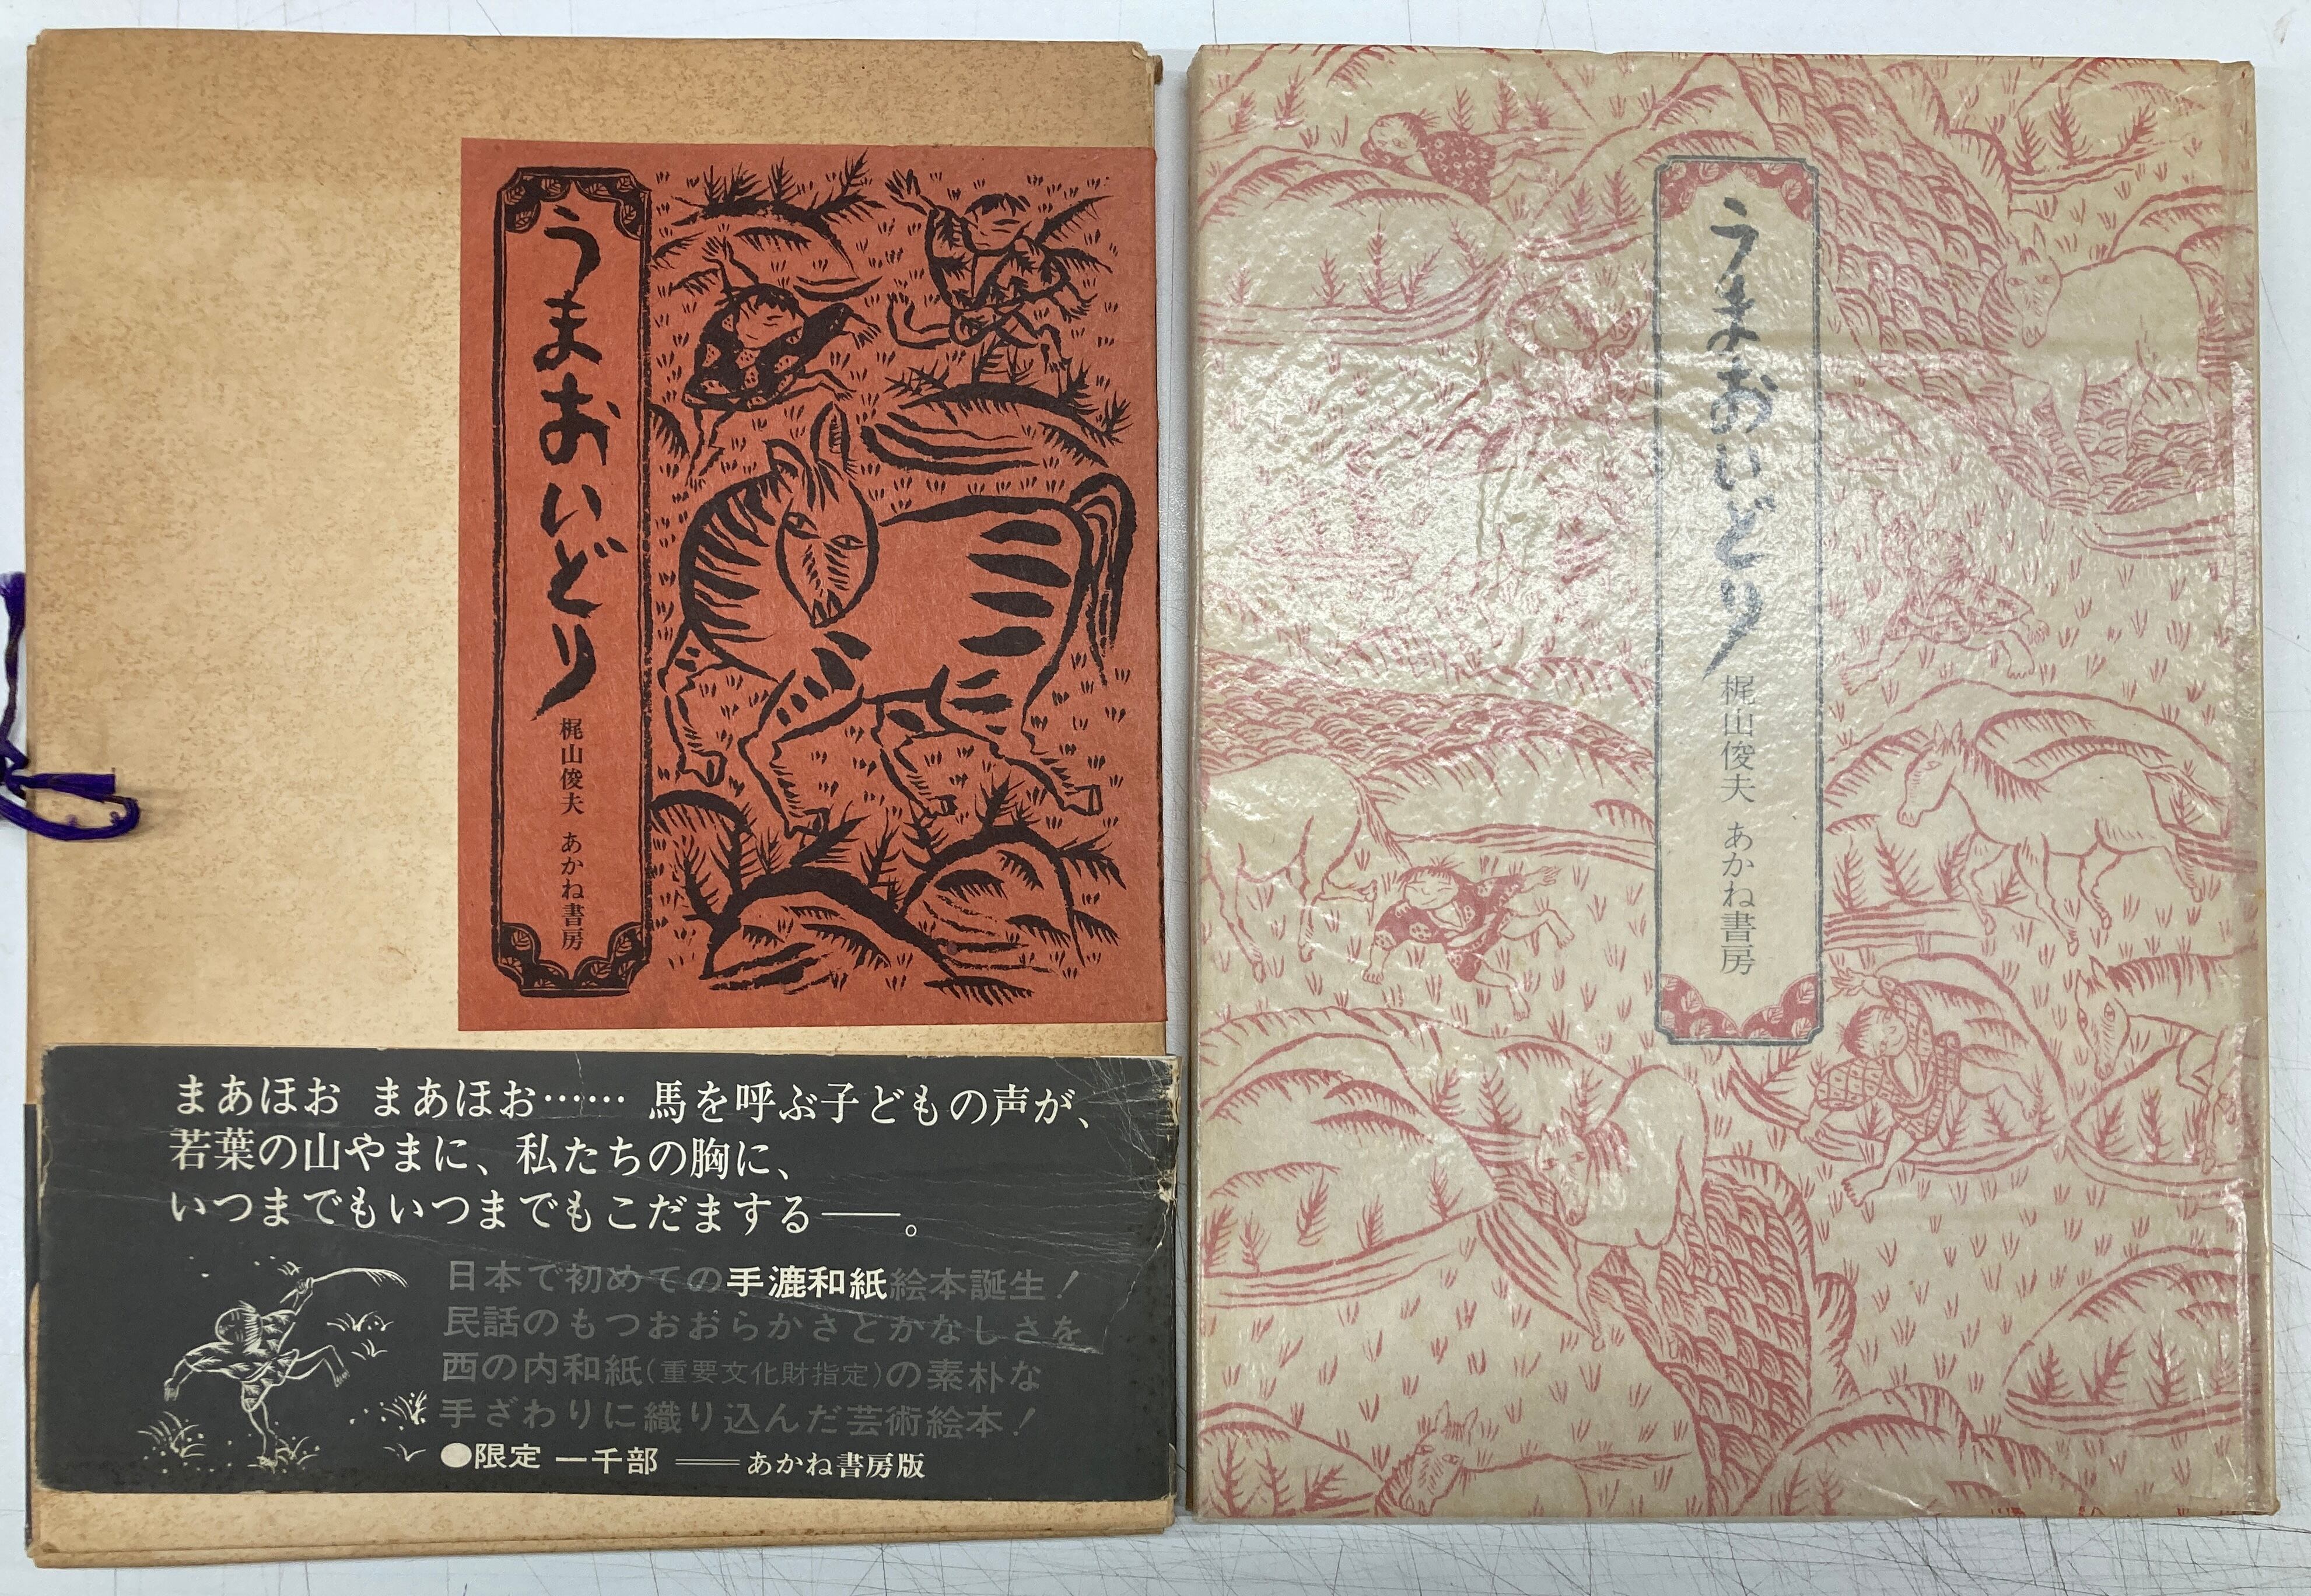 うまおいどり
梶山俊夫 あかね書房
まあほお まあほお…… 馬を呼ぶ子どもの声が、
若葉の山やまに、私たちの胸に、
いつまでもいつまでもこだまする――。
日本で初めての手漉和紙絵本誕生!
民話のもつおおらかさとかなしさを
西の内和紙(重要文化財指定)の素朴な
手ざわりに織り込んだ芸術絵本!
●限定 一千部 ――あかね書房版
うまおいどり
梶山俊夫 あかね書房